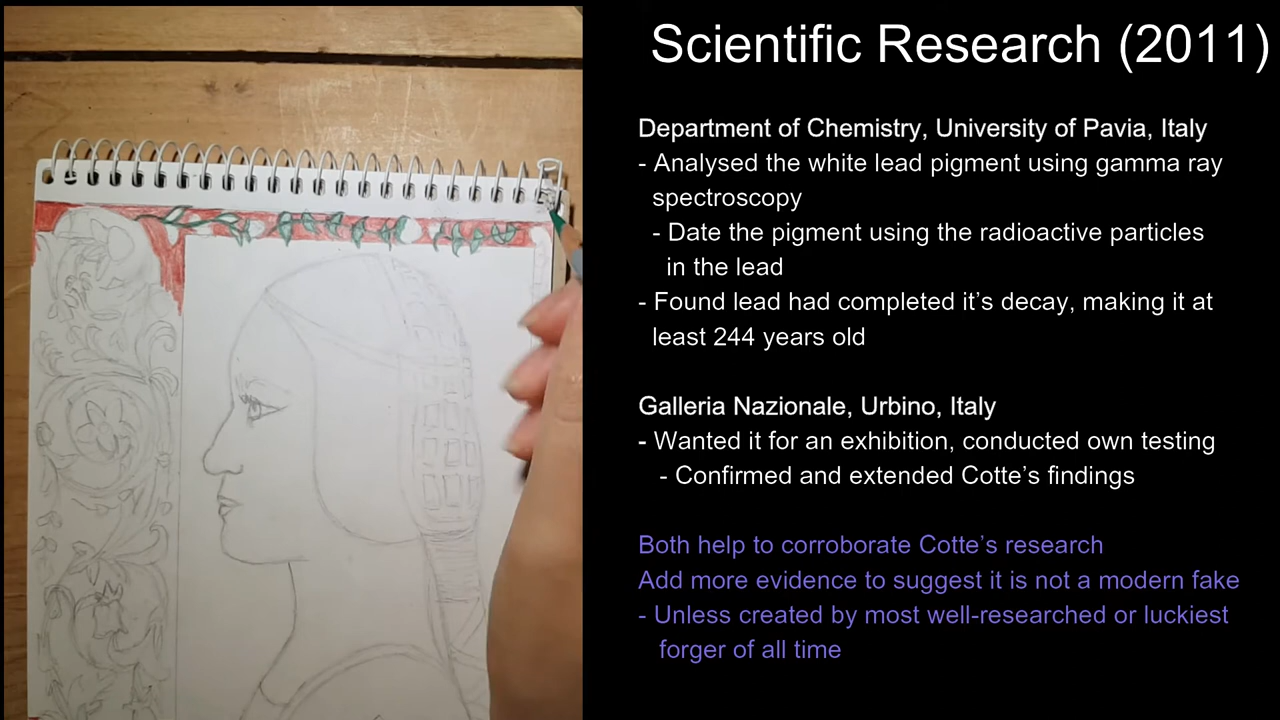 Scientific Research (2011)
Department of Chemistry, University of Pavia, Italy
- Analysed the white lead pigment using gamma ray
spectroscopy
- Date the pigment using the radioactive particles
in the lead
- Found lead had completed it's decay, making it at
least 244 years old
Galleria Nazionale, Urbino, Italy
- Wanted it for an exhibition, conducted own testing
- Confirmed and extended Cotte's findings
Both help to corroborate Cotte's research
Add more evidence to suggest it is not a modern fake
- Unless created by most well-researched or luckiest
forger of all time